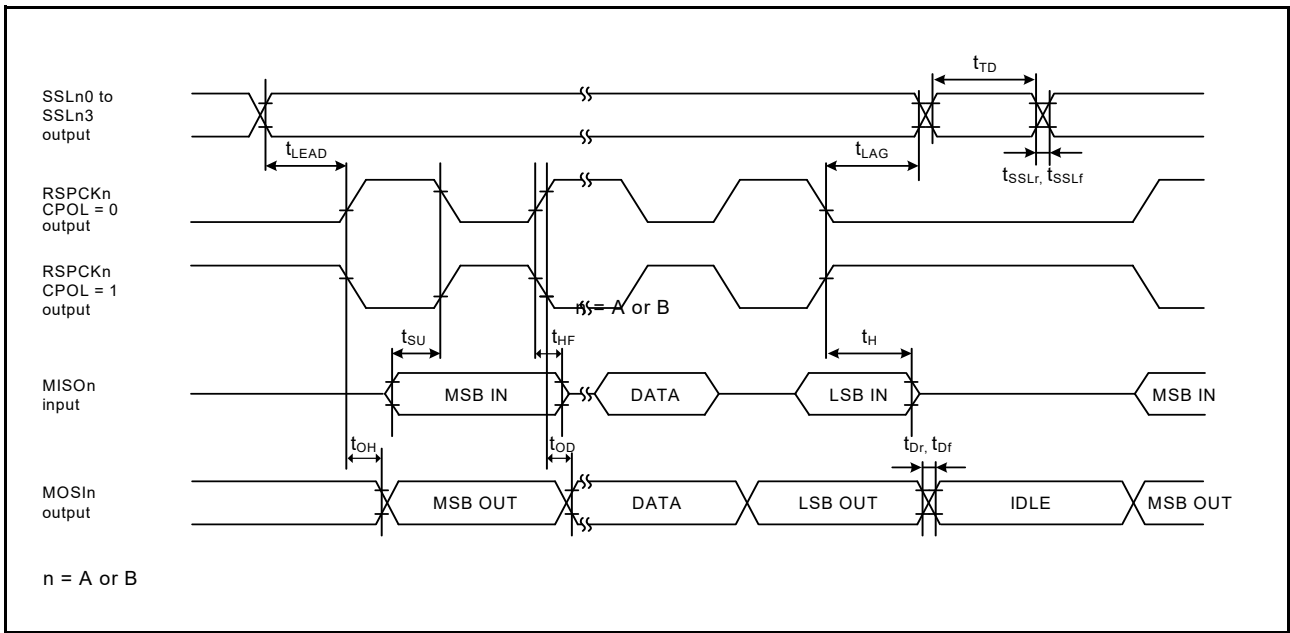 tTD
SSLn0 to
SSLn3
output
tLEAD
tLAG
tSSLr, tSSLf
RSPCKn
CPOL = 0
output
RSPCKn
CPOL = 1
output
n = A or B
tSU
tHF
tH
MISOn
input
MSB IN
DATA
LSB IN
MSB IN
tOH
tOD
tDr, tDf
MOSIn
output
MSB OUT
DATA
LSB OUT
IDLE
MSB OUT
n = A or B